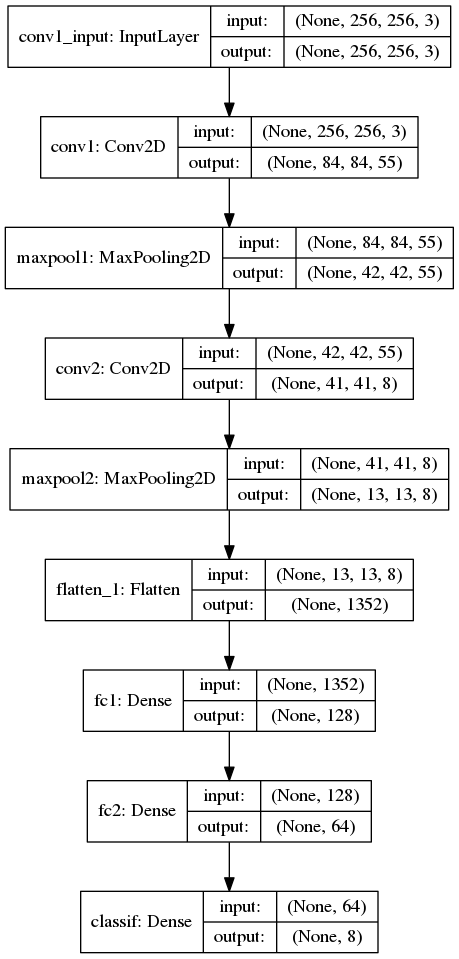 conv1_input: InputLayer
input: (None, 256, 256, 3)
output: (None, 256, 256, 3)
conv1: Conv2D
input: (None, 256, 256, 3)
output: (None, 84, 84, 55)
maxpool1: MaxPooling2D
input: (None, 84, 84, 55)
output: (None, 42, 42, 55)
conv2: Conv2D
input: (None, 42, 42, 55)
output: (None, 41, 41, 8)
maxpool2: MaxPooling2D
input: (None, 41, 41, 8)
output: (None, 13, 13, 8)
flatten_1: Flatten
input: (None, 13, 13, 8)
output: (None, 1352)
fc1: Dense
input: (None, 1352)
output: (None, 128)
fc2: Dense
input: (None, 128)
output: (None, 64)
classif: Dense
input: (None, 64)
output: (None, 8)